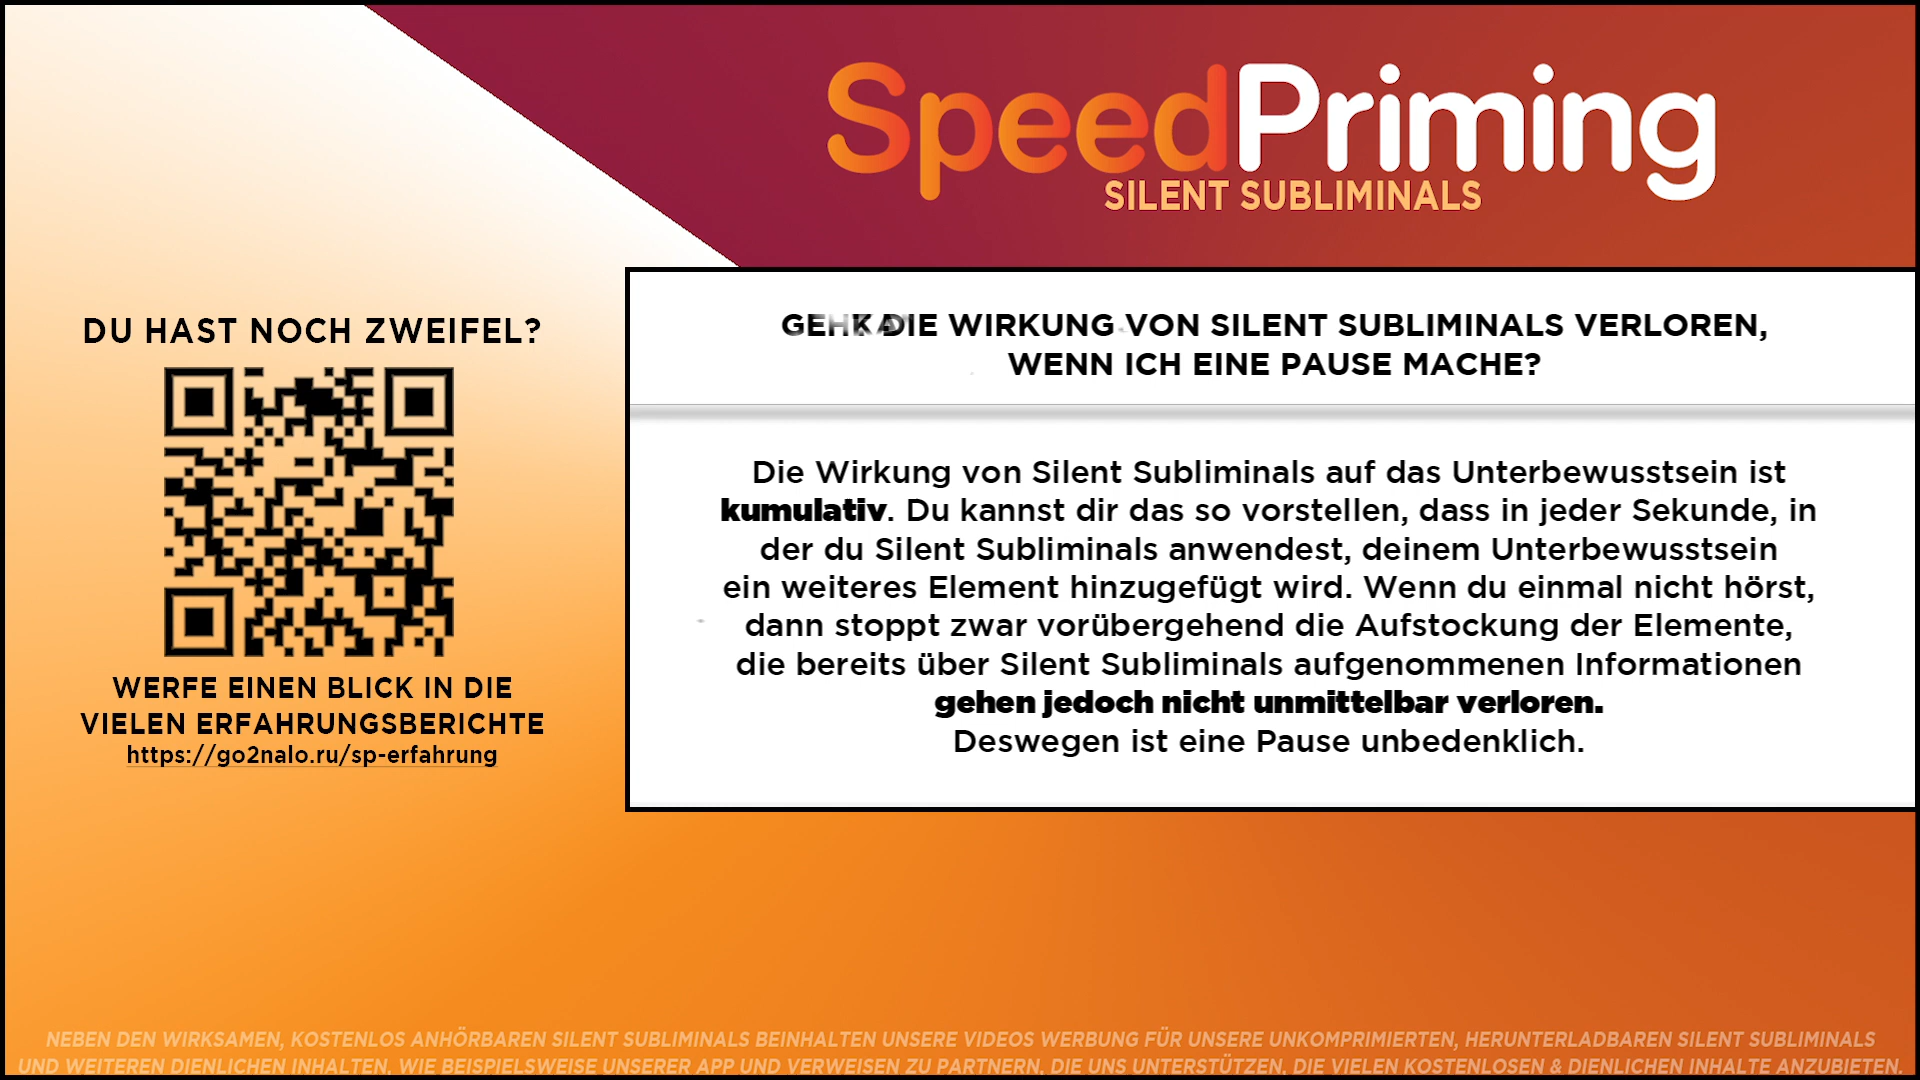 SpeedPriming
SILENT SUBLIMINALS
DU HAST NOCH ZWEIFEL?
WERFE EINEN BLICK IN DIE
VIELEN ERFAHRUNGSBERICHTE
https://go2nalo.ru/sp-erfahrung
DIE WIRKUNG VON SILENT SUBLIMINALS VERLOREN,
WENN ICH EINE PAUSE MACHE?
Die Wirkung von Silent Subliminals auf das Unterbewusstsein ist
kumulativ. Du kannst dir das so vorstellen, dass in jeder Sekunde, in
der du Silent Subliminals anwendest, deinem Unterbewusstsein
ein weiteres Element hinzugefügt wird. Wenn du einmal nicht hörst,
dann stoppt zwar vorübergehend die Aufstockung der Elemente,
die bereits über Silent Subliminals aufgenommenen Informationen
gehen jedoch nicht unmittelbar verloren.
Deswegen ist eine Pause unbedenklich.
NEBEN DEN WIRKSAMEN, KOSTENLOS ANHÖRBAREN SILENT SUBLIMINALS BEINHALTEN UNSERE VIDEOS WERBUNG FÜR UNSERE UNKOMPRIMIERTEN, HERUNTERLADBAREN SILENT SUBLIMINALS
UND WEITEREN DIENLICHEN INHALTEN, WIE BEISPIELSWEISE UNSERER APP UND VERWEISEN ZU PARTNERN, DIE UNS UNTERSTÜTZEN, DIE VIELEN KOSTENLOSEN & DIENLICHEN INHALTE ANZUBIETEN.